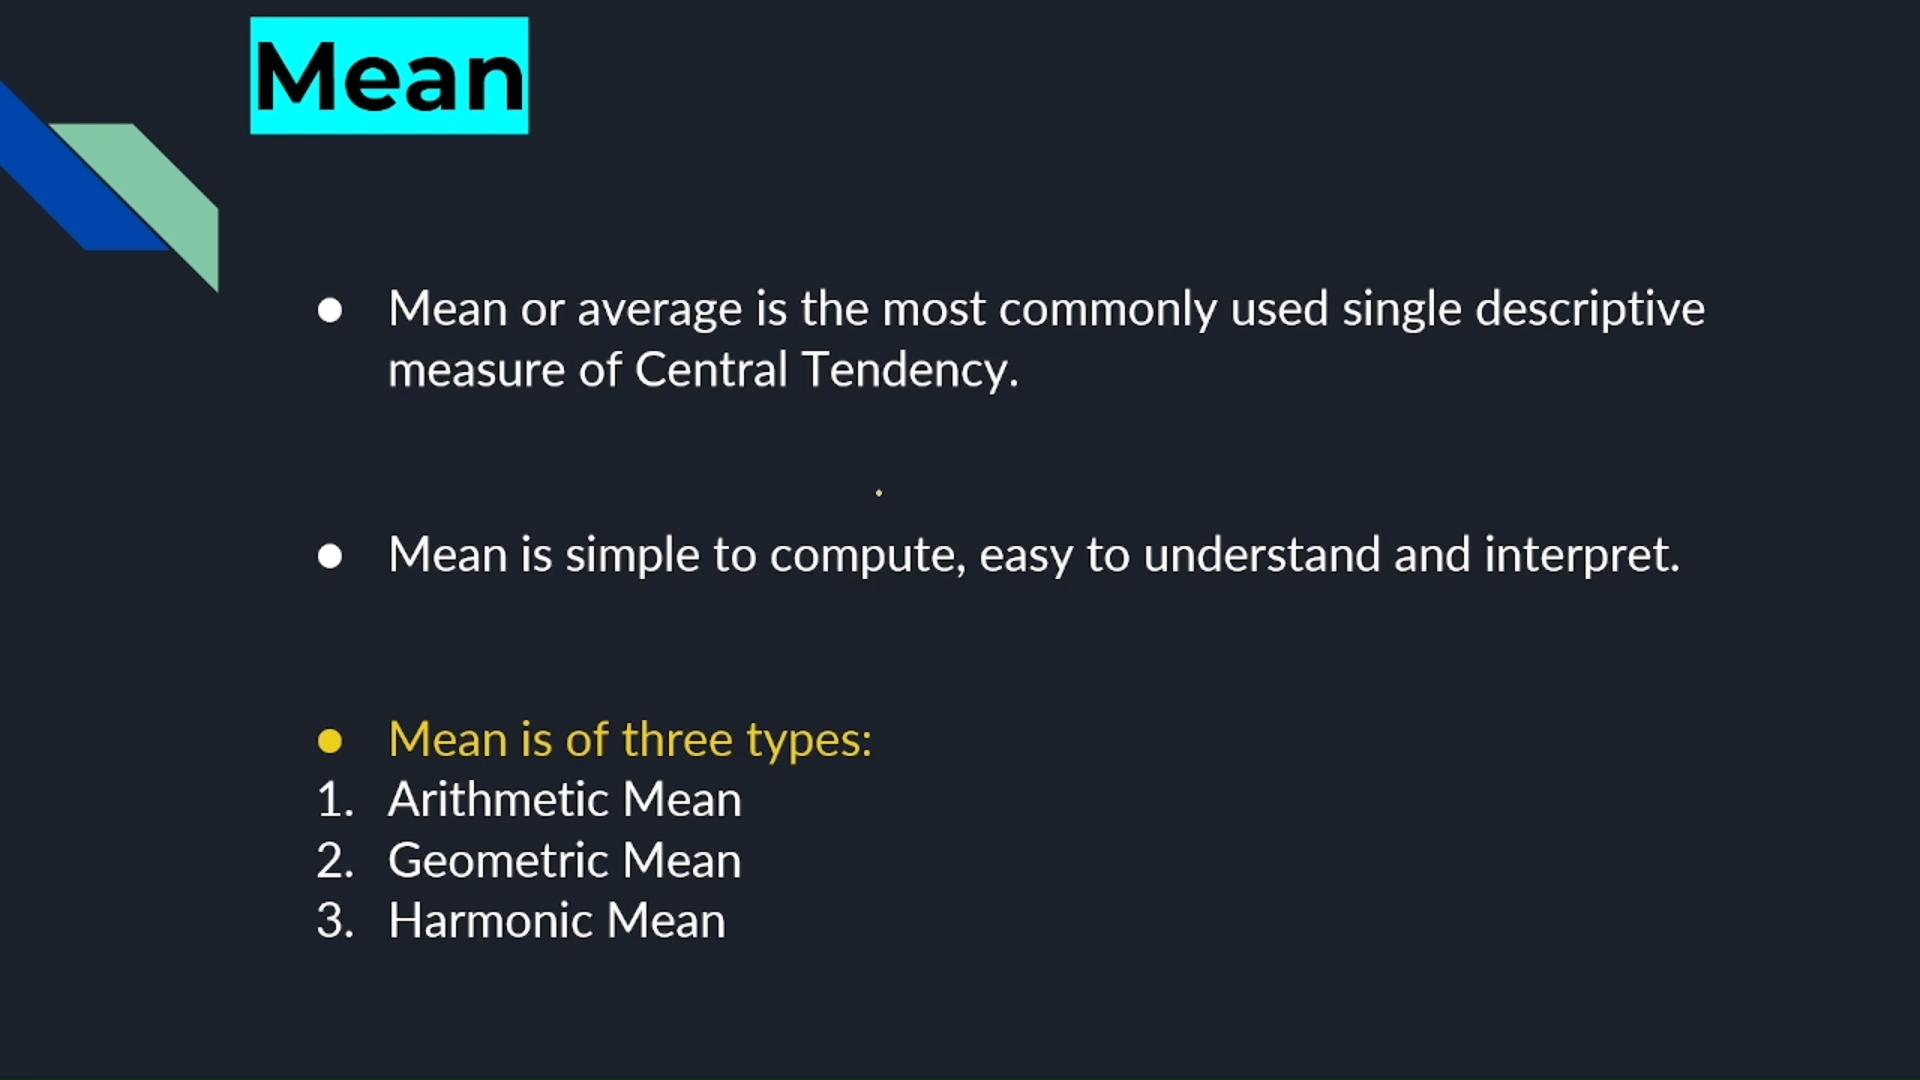 Mean
● Mean or average is the most commonly used single descriptive
measure of Central Tendency.
● Mean is simple to compute, easy to understand and interpret.
● Mean is of three types:
1. Arithmetic Mean
2. Geometric Mean
3. Harmonic Mean